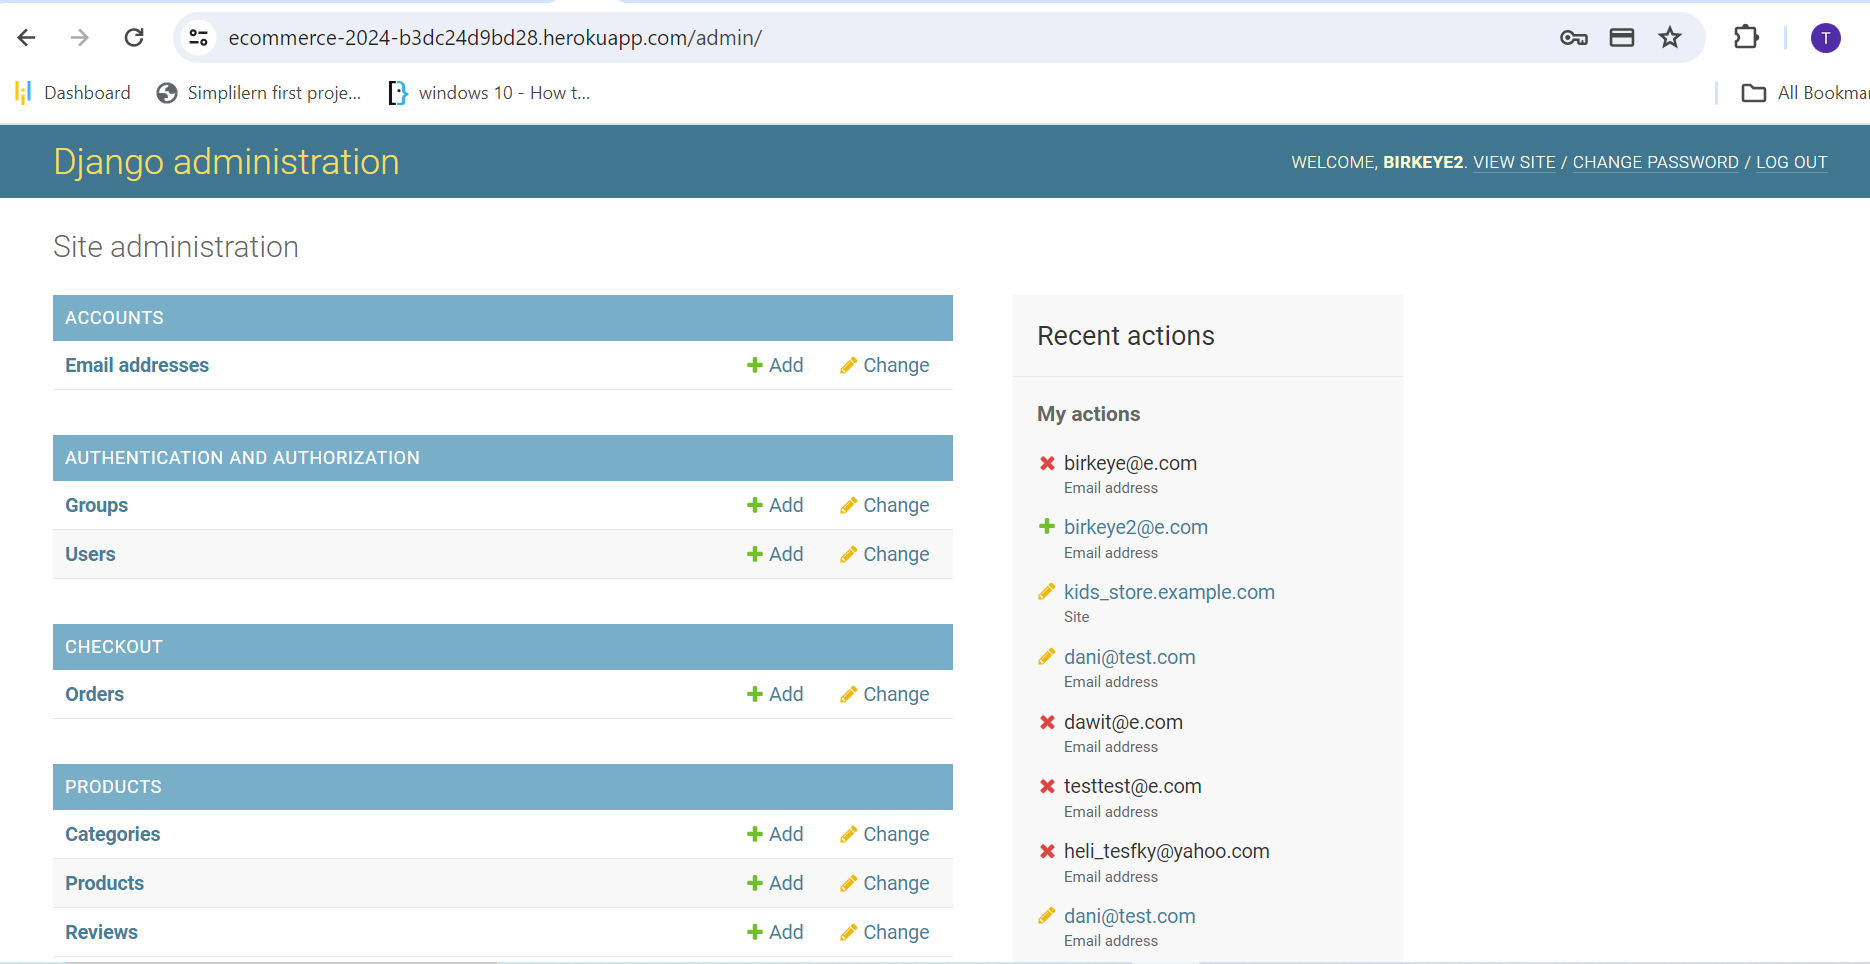 ecommerce-2024-b3dc24d9bd28.herokuapp.com/admin/
T
Dashboard
Simplilern first proje...
windows 10 - How t...
All Bookmar
Django administration
WELCOME, BIRKEYE2. VIEW SITE / CHANGE PASSWORD / LOG OUT
Site administration
ACCOUNTS
Email addresses Add Change
AUTHENTICATION AND AUTHORIZATION
Groups Add Change
Users Add Change
CHECKOUT
Orders Add Change
PRODUCTS
Categories Add Change
Products Add Change
Reviews Add Change
Recent actions
My actions
birkeye@e.com
Email address
birkeye2@e.com
Email address
kids_store.example.com
Site
dani@test.com
Email address
dawit@e.com
Email address
testtest@e.com
Email address
heli_tesfky@yahoo.com
Email address
dani@test.com
Email address